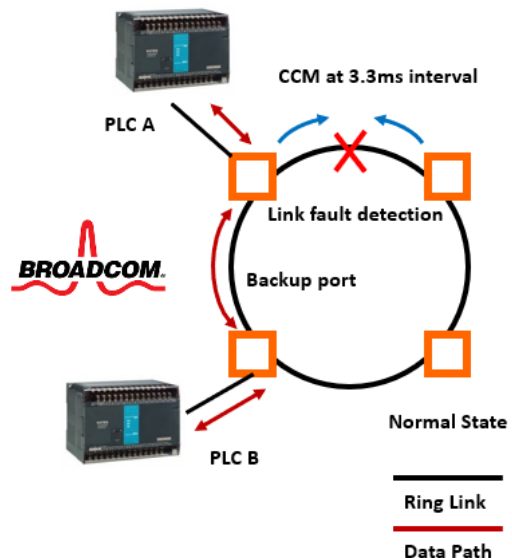 CCM at 3.3ms interval
PLC A
Link fault detection
BROADCOM
Backup port
Normal State
PLC B
Ring Link
Data Path